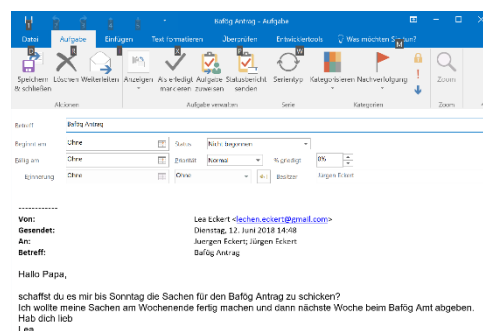 Bafög Antrag - Aufgabe
Datei Aufgabe Einfügen Text formatieren Überprüfen Entwicklertools Was möchten Sie tun?
Speichern & schließen
Löschen Weiterleiten Anzeigen
Als erledigt markieren
Aufgabe zuweisen
Statusbericht senden
Serientyp Kategorisieren Nachverfolgung Zoom
Aktionen Aufgabe verwalten Serie Kategorien Zoom
Betreff Bafög Antrag
Beginnt am Ohne Status Nicht begonnen
Fällig am Ohne Priorität Normal % erledigt 0%
Erinnerung Ohne Ohne Besitzer Jürgen Eckert
------------
Von: Lea Eckert <lechen.eckert@gmail.com>
Gesendet: Dienstag, 12. Juni 2018 14:48
An: Juergen Eckert; Jürgen Eckert
Betreff: Bafög Antrag
Hallo Papa,
schaffst du es mir bis Sonntag die Sachen für den Bafög Antrag zu schicken?
Ich wollte meine Sachen am Wochenende fertig machen und dann nächste Woche beim Bafög Amt abgeben.
Hab dich lieb
Lea